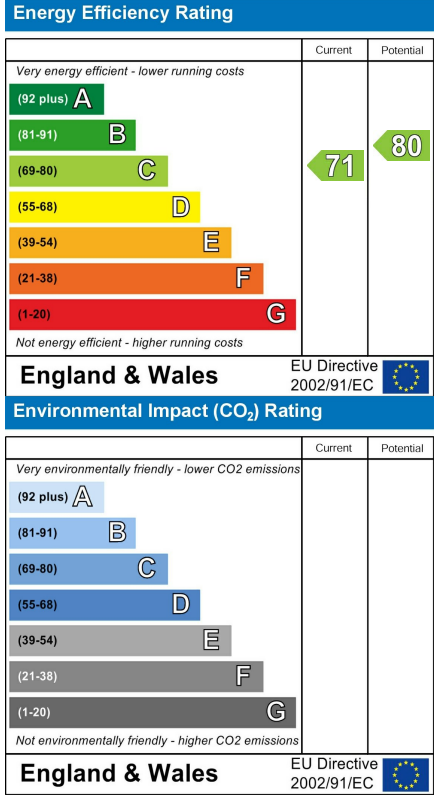 Energy Efficiency Rating
Current Potential
Very energy efficient - lower running costs
(92 plus) A
(81-91) B
(69-80) C
(55-68) D
(39-54) E
(21-38) F
(1-20) G
71
80
Not energy efficient - higher running costs
England & Wales
EU Directive
2002/91/EC
Environmental Impact (CO₂) Rating
Current Potential
Very environmentally friendly - lower CO2 emissions
(92 plus) A
(81-91) B
(69-80) C
(55-68) D
(39-54) E
(21-38) F
(1-20) G
Not environmentally friendly - higher CO2 emissions
England & Wales
EU Directive
2002/91/EC